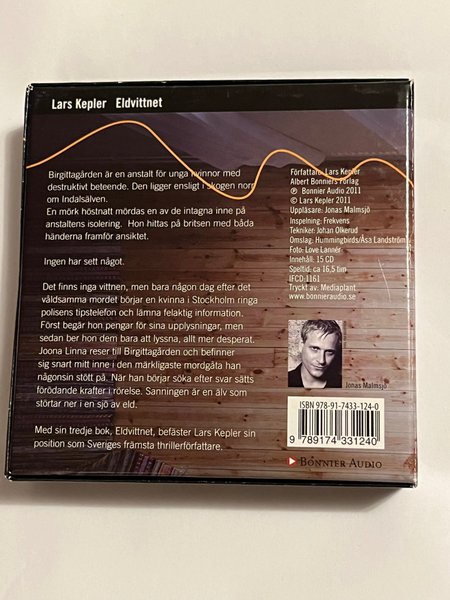 Lars Kepler Eldvittnet
Birgittagården är en anstalt för unga kvinnor med
destruktivt beteende. Den ligger ensligt i skogen norr
om Indalsälven.
En mörk höstnatt mördas en av de intagna inne på
anstaltens isolering. Hon hittas på britsen med båda
händerna framför ansiktet.
Ingen har sett något.
Det finns inga vittnen, men bara någon dag efter det
våldsamma mordet börjar en kvinna i Stockholm ringa
polisens tipstelefon och lämna felaktig information.
Först begär hon pengar för sina upplysningar, men
sedan ber hon dem bara att lyssna, allt mer desperat.
Joona Linna reser till Birgittagården och befinner
sig snart mitt inne i den märkligaste mordgåta han
någonsin stött på. När han börjar söka efter svar sätts
förödande krafter i rörelse. Sanningen är en älv som
störtar ner i en sjö av eld.
Med sin tredje bok, Eldvittnet, befäster Lars Kepler sin
position som Sveriges främsta thrillerförfattare.
Författare: Lars Kepler
Albert Bonniers Förlag
℗ Bonnier Audio 2011
© Lars Kepler 2011
Uppläsare: Jonas Malmsjö
Inspelning: Frekvens
Tekniker: Johan Olkerud
Omslag: Hummingbirds/Åsa Landström
Foto: Love Lannér
Innehåll: 15 CD
Speltid: ca 16,5 tim
IFCD-1161
Tryckt av: Mediaplant
www.bonnieraudio.se
Jonas Malmsjö
ISBN 978-91-7433-124-0
9 789174 331240
BONNIER AUDIO